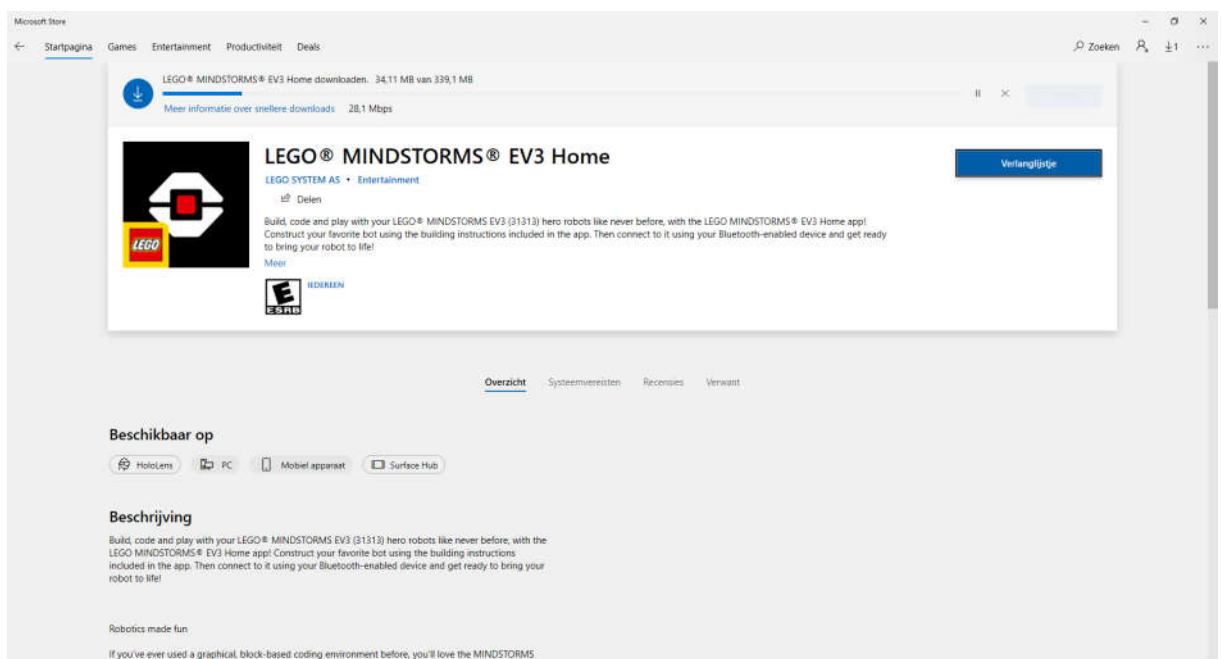 Microsoft Store
Startpagina Games Entertainment Productiviteit Deals Zoeken 1
LEGO® MINDSTORMS® EV3 Home downloaden. 34,11 MB van 339,1 MB
Meer informatie over snellere downloads 28,1 Mbps
LEGO® MINDSTORMS® EV3 Home
Verlanglijstje
LEGO SYSTEM AS • Entertainment
Delen
Build, code and play with your LEGO® MINDSTORMS EV3 (31313) hero robots like never before, with the LEGO MINDSTORMS® EV3 Home app!
Construct your favorite bot using the building instructions included in the app. Then connect to it using your Bluetooth-enabled device and get ready
to bring your robot to life!
LEGO
Meer
E
IEDEREEN
ESRB
Overzicht Systeemvereisten Recensies Verwant
Beschikbaar op
HoloLens PC Mobiel apparaat Surface Hub
Beschrijving
Build, code and play with your LEGO® MINDSTORMS EV3 (31313) hero robots like never before, with the
LEGO MINDSTORMS® EV3 Home app! Construct your favorite bot using the building instructions
included in the app. Then connect to it using your Bluetooth-enabled device and get ready to bring your
robot to life!
Robotics made fun
If you've ever used a graphical, block-based coding environment before, you'll love the MINDSTORMS